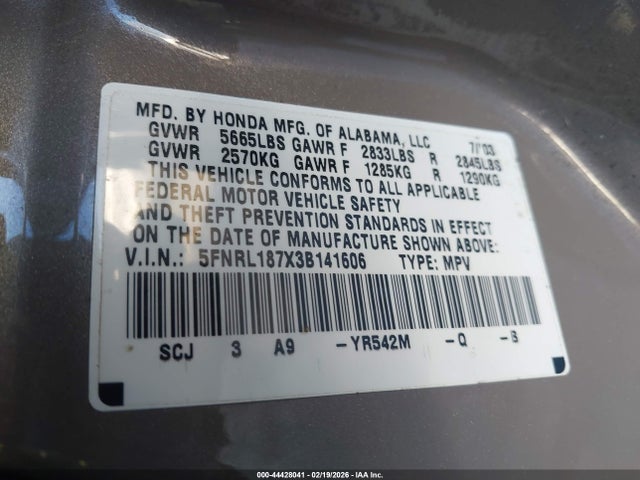 MFD. BY HONDA MFG. OF ALABAMA, LLC 7/'03
GVWR 5665LBS GAWR F 2833LBS R 2845LBS
GVWR 2570KG GAWR F 1285KG R 1290KG
THIS VEHICLE CONFORMS TO ALL APPLICABLE
FEDERAL MOTOR VEHICLE SAFETY
AND THEFT PREVENTION STANDARDS IN EFFECT
ON THE DATE OF MANUFACTURE SHOWN ABOVE:
V.I.N.: 5FNRL187X3B141606 TYPE: MPV
SCJ 3 A9 -YR542M -Q -B
000-44428041 - 02/19/2026 - IAA Inc.